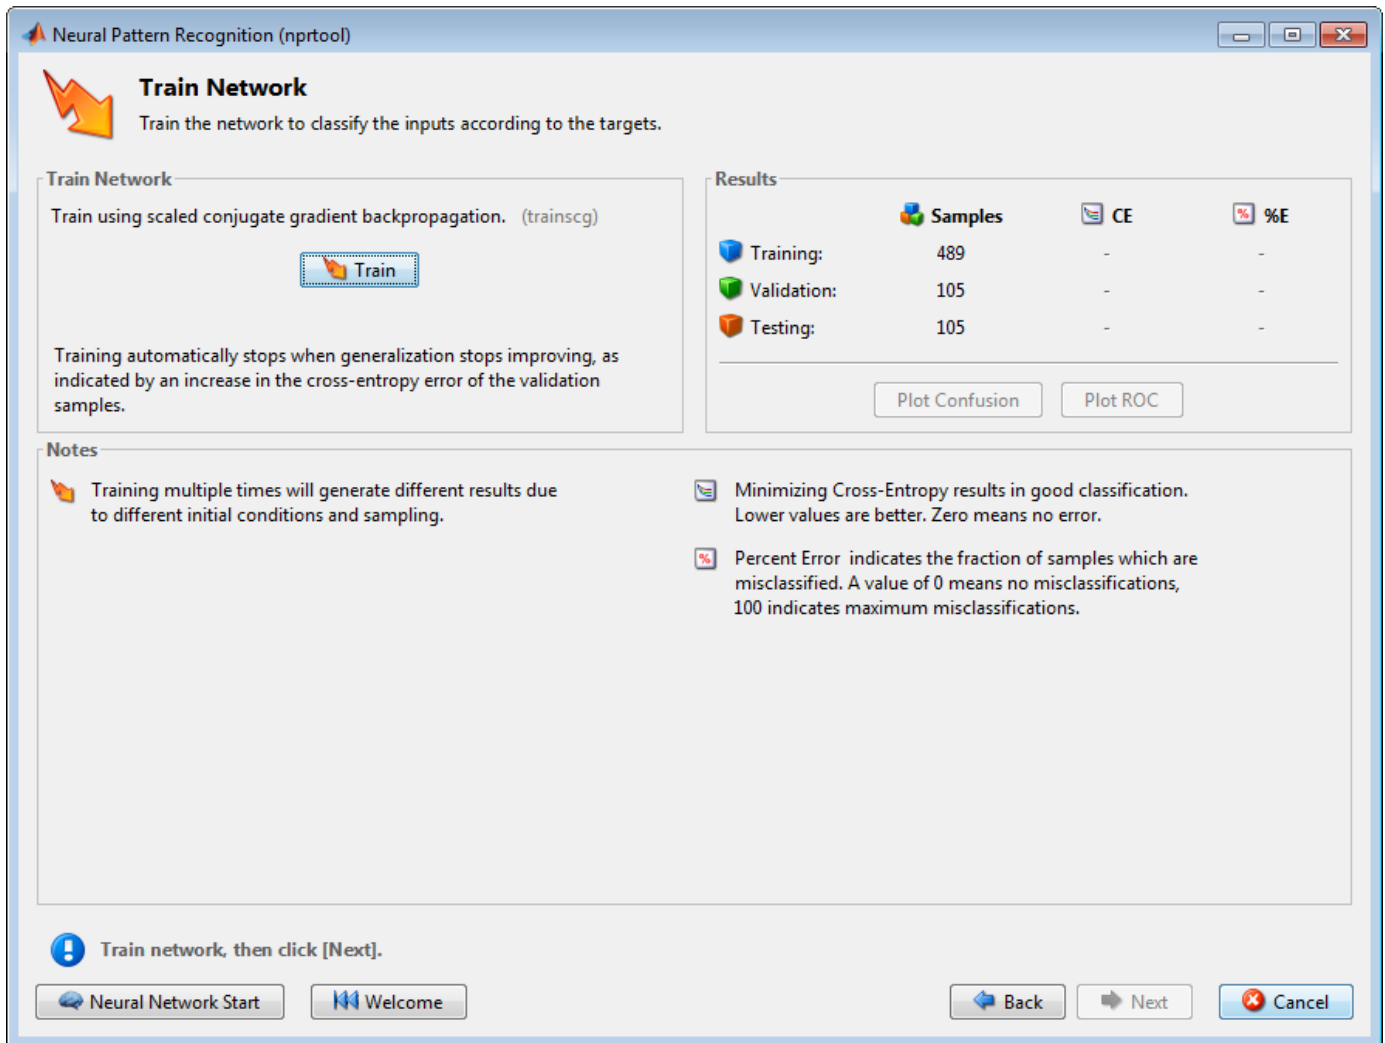 Neural Pattern Recognition (nprtool)
Train Network
Train the network to classify the inputs according to the targets.
Train Network
Train using scaled conjugate gradient backpropagation. (trainscg)
Train
Training automatically stops when generalization stops improving, as
indicated by an increase in the cross-entropy error of the validation
samples.
Results
Samples CE %E
Training: 489 - -
Validation: 105 - -
Testing: 105 - -
Plot Confusion Plot ROC
Notes
Training multiple times will generate different results due
to different initial conditions and sampling.
Minimizing Cross-Entropy results in good classification.
Lower values are better. Zero means no error.
Percent Error indicates the fraction of samples which are
misclassified. A value of 0 means no misclassifications,
100 indicates maximum misclassifications.
Train network, then click [Next].
Neural Network Start Welcome Back Next Cancel